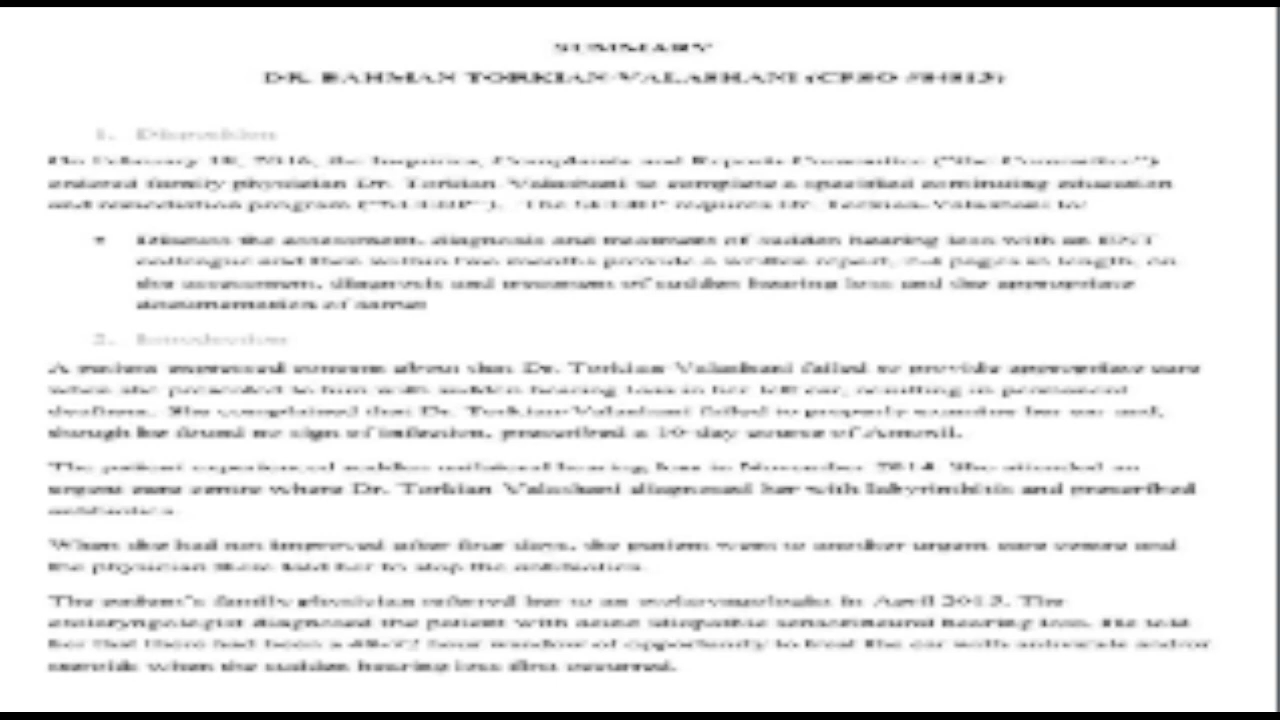 SUMMARY
DR. BAHMAN TORKIAN-VALASHANI (CPSO #84813)
1. Disposition
On February 18, 2016, the Inquiries, Complaints and Reports Committee ("the Committee")
ordered family physician Dr. Torkian-Valashani to complete a specified continuing education
and remediation program ("SCERP"). The SCERP requires Dr. Torkian-Valashani to:
• Discuss the assessment, diagnosis and treatment of sudden hearing loss with an ENT
colleague and then within two months provide a written report, 2-4 pages in length, on
the assessment, diagnosis and treatment of sudden hearing loss and the appropriate
documentation of same
2. Introduction
A patient expressed concern about that Dr. Torkian-Valashani failed to provide appropriate care
when she presented to him with sudden hearing loss in her left ear, resulting in permanent
deafness. She complained that Dr. Torkian-Valashani failed to properly examine her ear and,
though he found no sign of infection, prescribed a 10-day course of Amoxil.
The patient experienced sudden unilateral hearing loss in November 2014. She attended an
urgent care centre where Dr. Torkian-Valashani diagnosed her with labyrinthitis and prescribed
antibiotics.
When she had not improved after four days, the patient went to another urgent care centre and
the physician there told her to stop the antibiotics.
The patient's family physician referred her to an otolaryngologist in April 2015. The
otolaryngologist diagnosed the patient with acute idiopathic sensorineural hearing loss. He told
her that there had been a 48-72 hour window of opportunity to treat the ear with antivirals and/or
steroids when the sudden hearing loss first occurred.